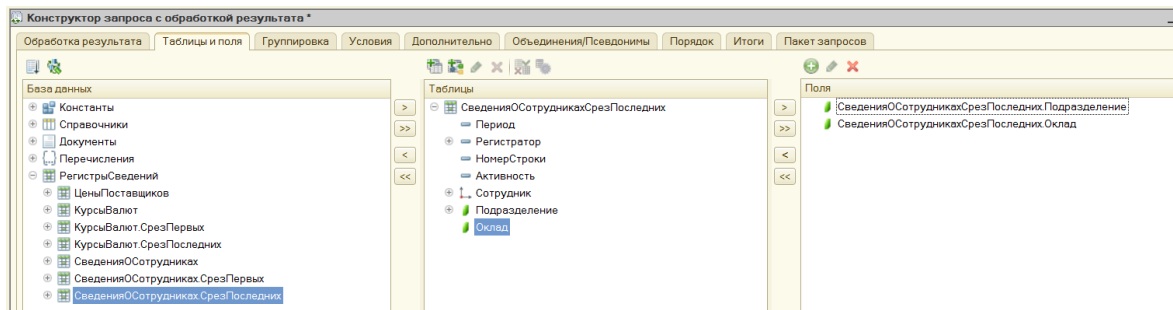 Конструктор запроса с обработкой результата *
Обработка результата Таблицы и поля Группировка Условия Дополнительно Объединения/Псевдонимы Порядок Итоги Пакет запросов
База данных
Константы
Справочники
Документы
Перечисления
РегистрыСведений
ЦеныПоставщиков
КурсыВалют
КурсыВалют.СрезПервых
КурсыВалют.СрезПоследних
СведенияОСотрудниках
СведенияОСотрудниках.СрезПервых
СведенияОСотрудниках.СрезПоследних
>
>>
<
<<
Таблицы
СведенияОСотрудникахСрезПоследних
Период
Регистратор
НомерСтроки
Активность
Сотрудник
Подразделение
Оклад
>
>>
<
<<
Поля
СведенияОСотрудникахСрезПоследних.Подразделение
СведенияОСотрудникахСрезПоследних.Оклад